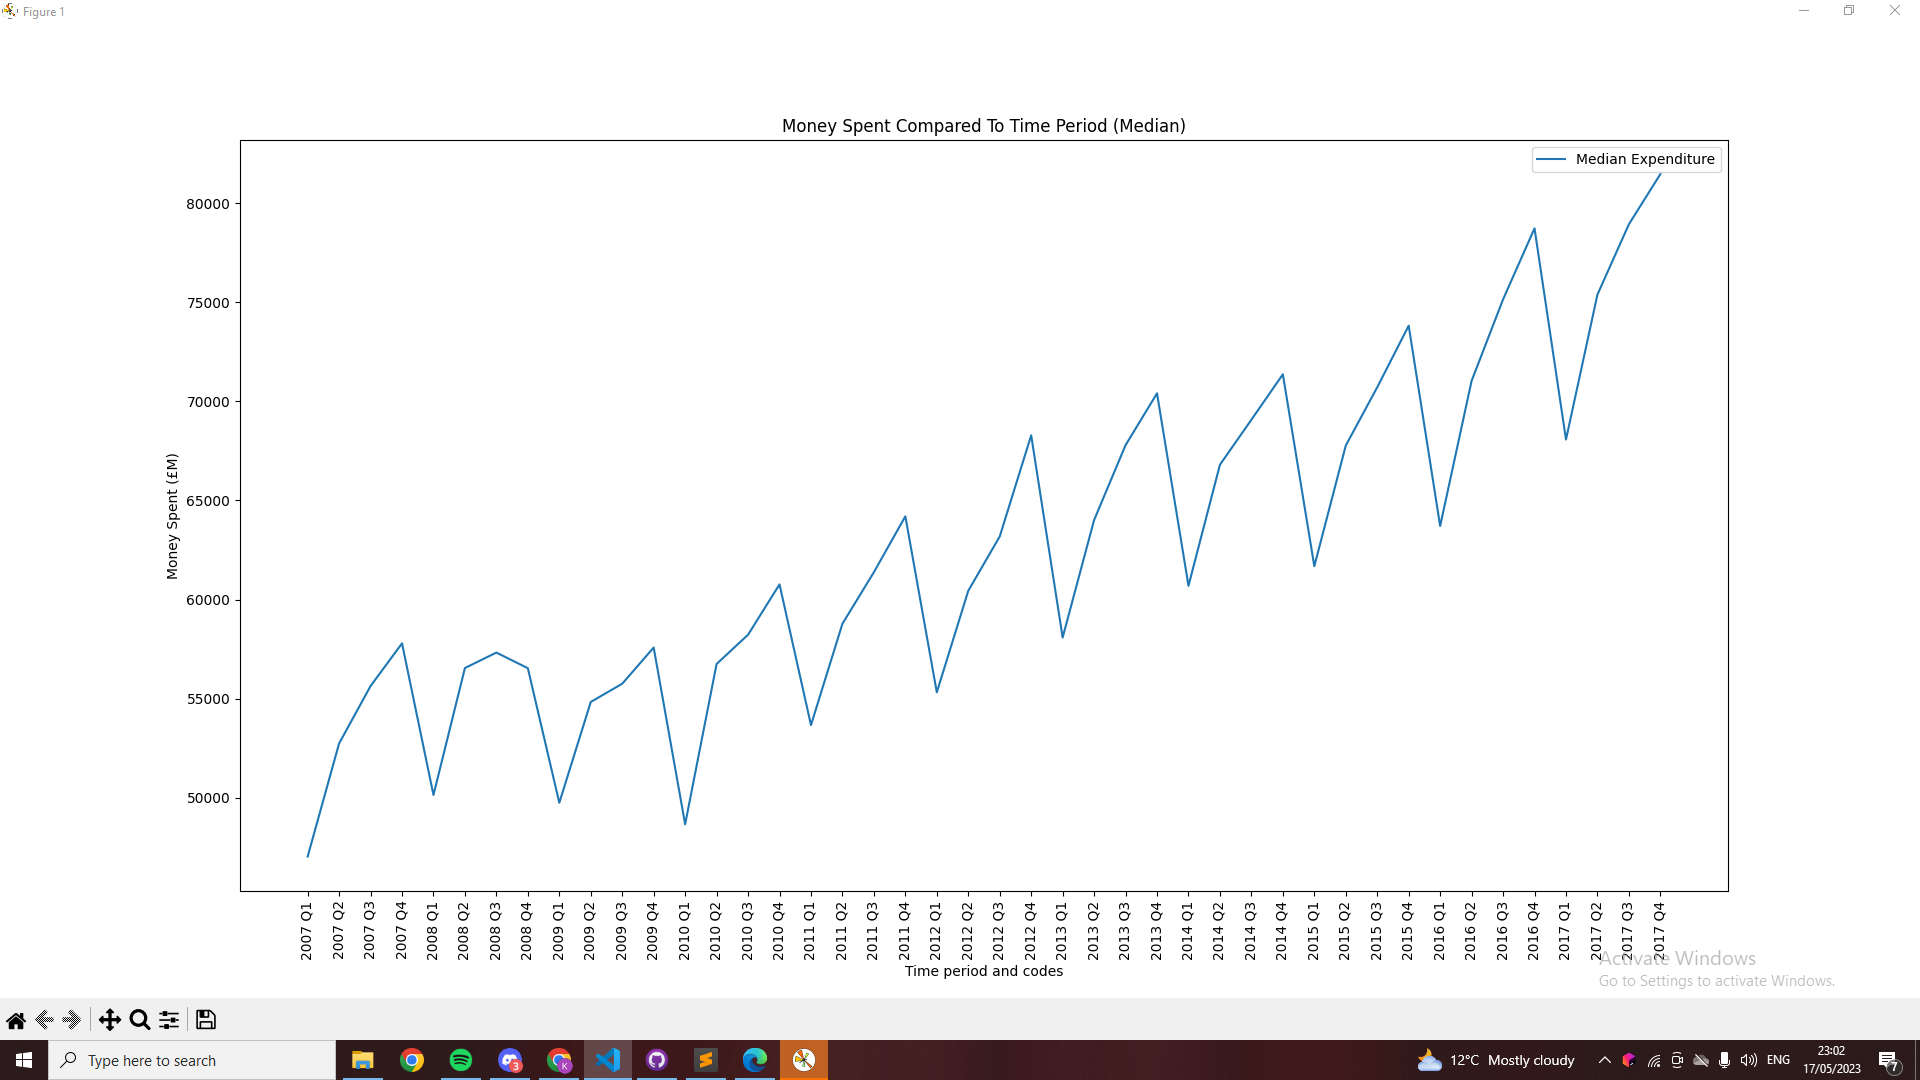 Figure 1
Money Spent Compared To Time Period (Median)
Median Expenditure
80000
75000
70000
65000
60000
55000
50000
Money Spent (£M)
2007 Q1
2007 Q2
2007 Q3
2007 Q4
2008 Q1
2008 Q2
2008 Q3
2008 Q4
2009 Q1
2009 Q2
2009 Q3
2009 Q4
2010 Q1
2010 Q2
2010 Q3
2010 Q4
2011 Q1
2011 Q2
2011 Q3
2011 Q4
2012 Q1
2012 Q2
2012 Q3
2012 Q4
2013 Q1
2013 Q2
2013 Q3
2013 Q4
2014 Q1
2014 Q2
2014 Q3
2014 Q4
2015 Q1
2015 Q2
2015 Q3
2015 Q4
2016 Q1
2016 Q2
2016 Q3
2016 Q4
2017 Q1
2017 Q2
2017 Q3
2017 Q4
Time period and codes
Activate Windows
Go to Settings to activate Windows.
Type here to search
3
K
12°C Mostly cloudy
ENG
23:02
17/05/2023
7